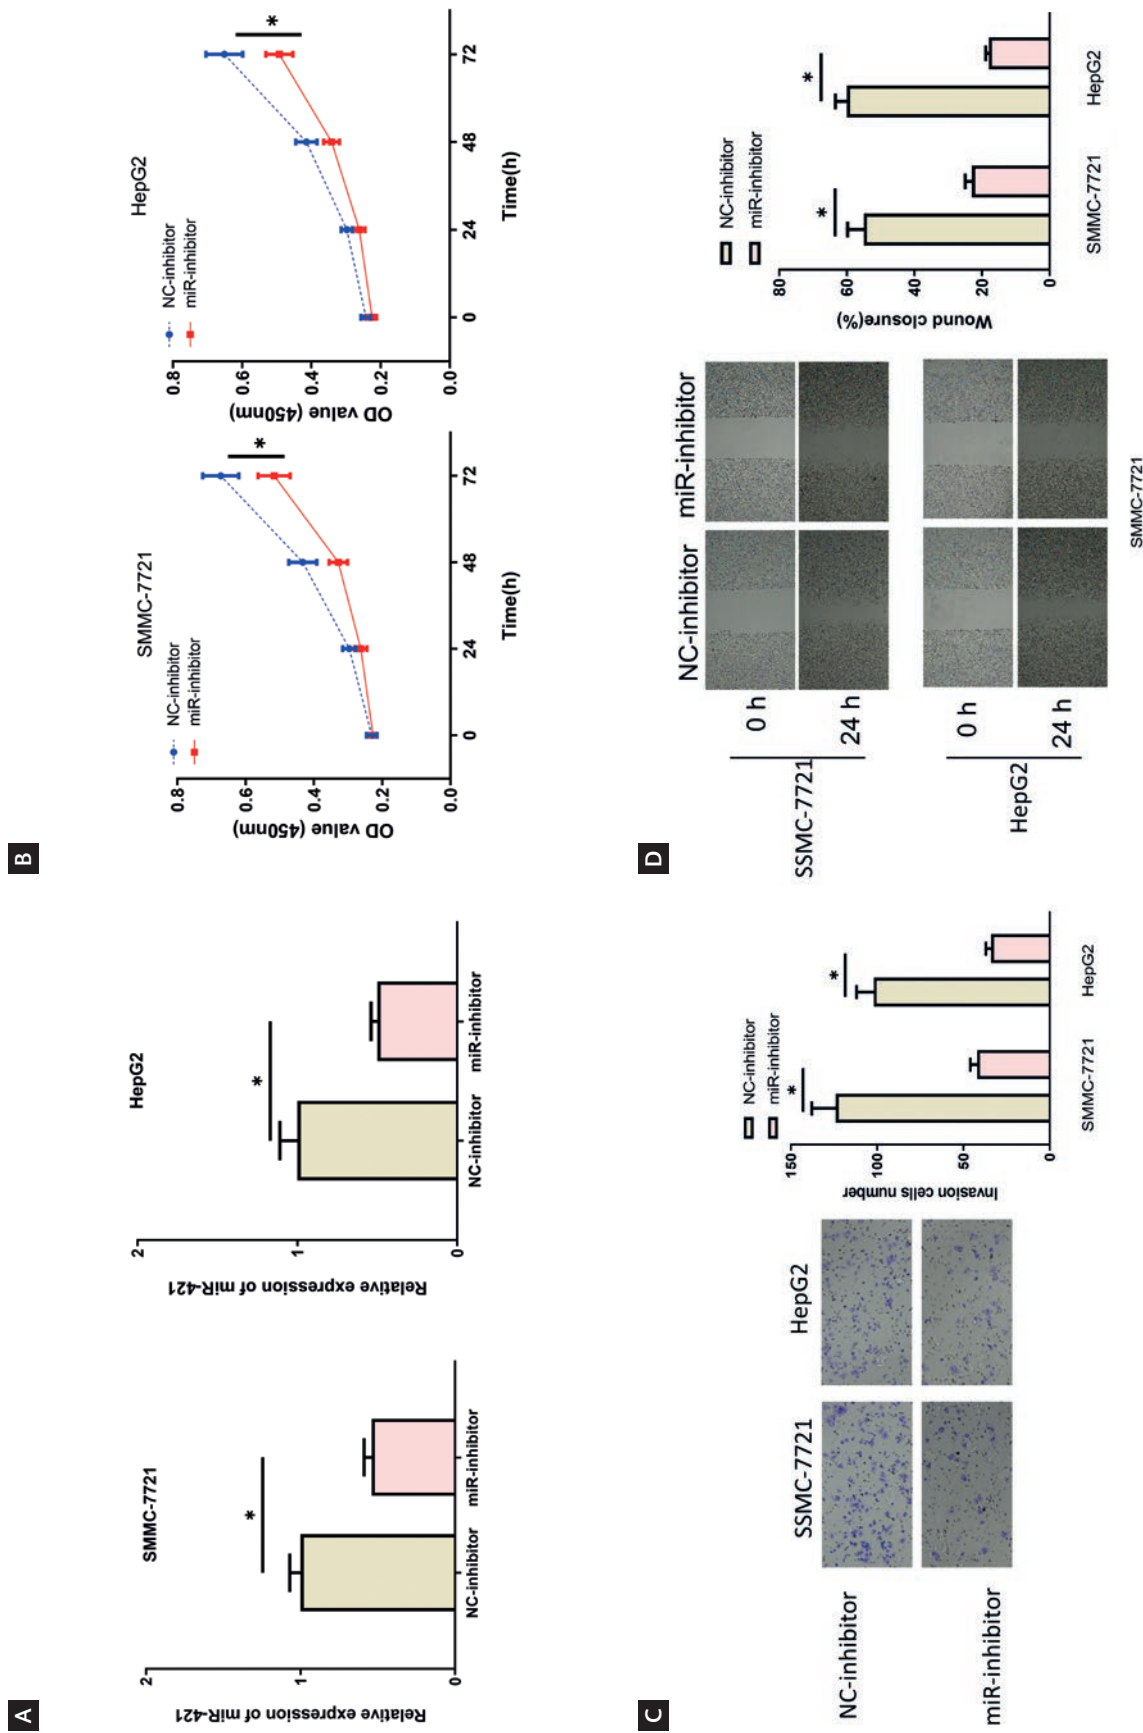 A
SMMC-7721
Relative expression of miR-421
2
1
0
*
NC-inhibitor
miR-inhibitor
HepG2
Relative expression of miR-421
2
1
0
*
NC-inhibitor
miR-inhibitor
B
SMMC-7721
NC-inhibitor
miR-inhibitor
OD value (450nm)
0.8
0.6
0.4
0.2
0.0
*
0 24 48 72
Time(h)
HepG2
NC-inhibitor
miR-inhibitor
OD value (450nm)
0.8
0.6
0.4
0.2
0.0
*
0 24 48 72
Time(h)
C
SSMC-7721 HepG2
NC-inhibitor
miR-inhibitor
NC-inhibitor
miR-inhibitor
Invasion cells number
150
100
50
0
* *
SMMC-7721 HepG2
D
NC-inhibitor miR-inhibitor
SSMC-7721
0 h
24 h
HepG2
0 h
24 h
SMMC-7721
NC-inhibitor
miR-inhibitor
Wound closure(%)
80
60
40
20
0
* *
SMMC-7721 HepG2